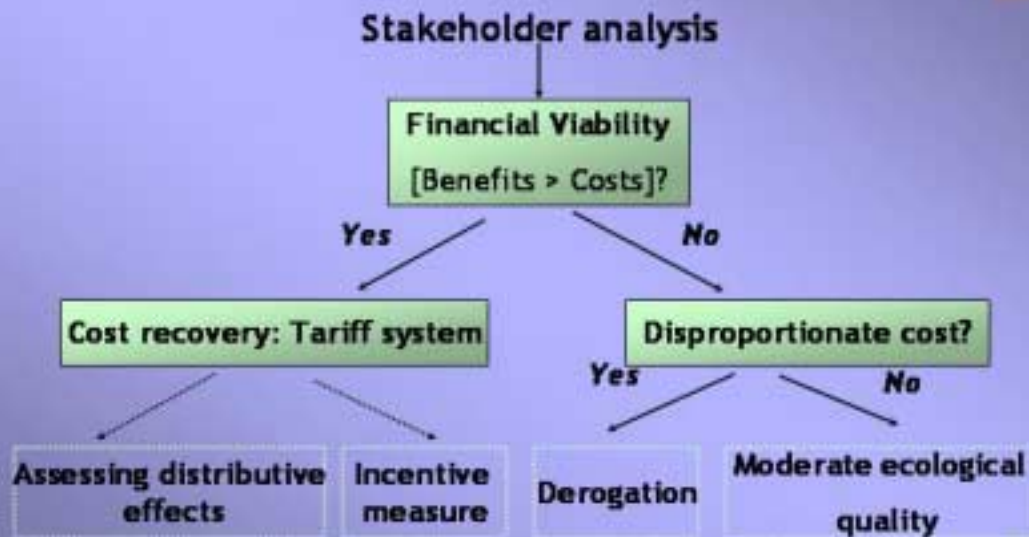 Stakeholder analysis
Financial Viability
[Benefits > Costs]?
Yes
No
Cost recovery: Tariff system
Disproportionate cost?
Yes
No
Assessing distributive
effects
Incentive
measure
Derogation
Moderate ecological
quality